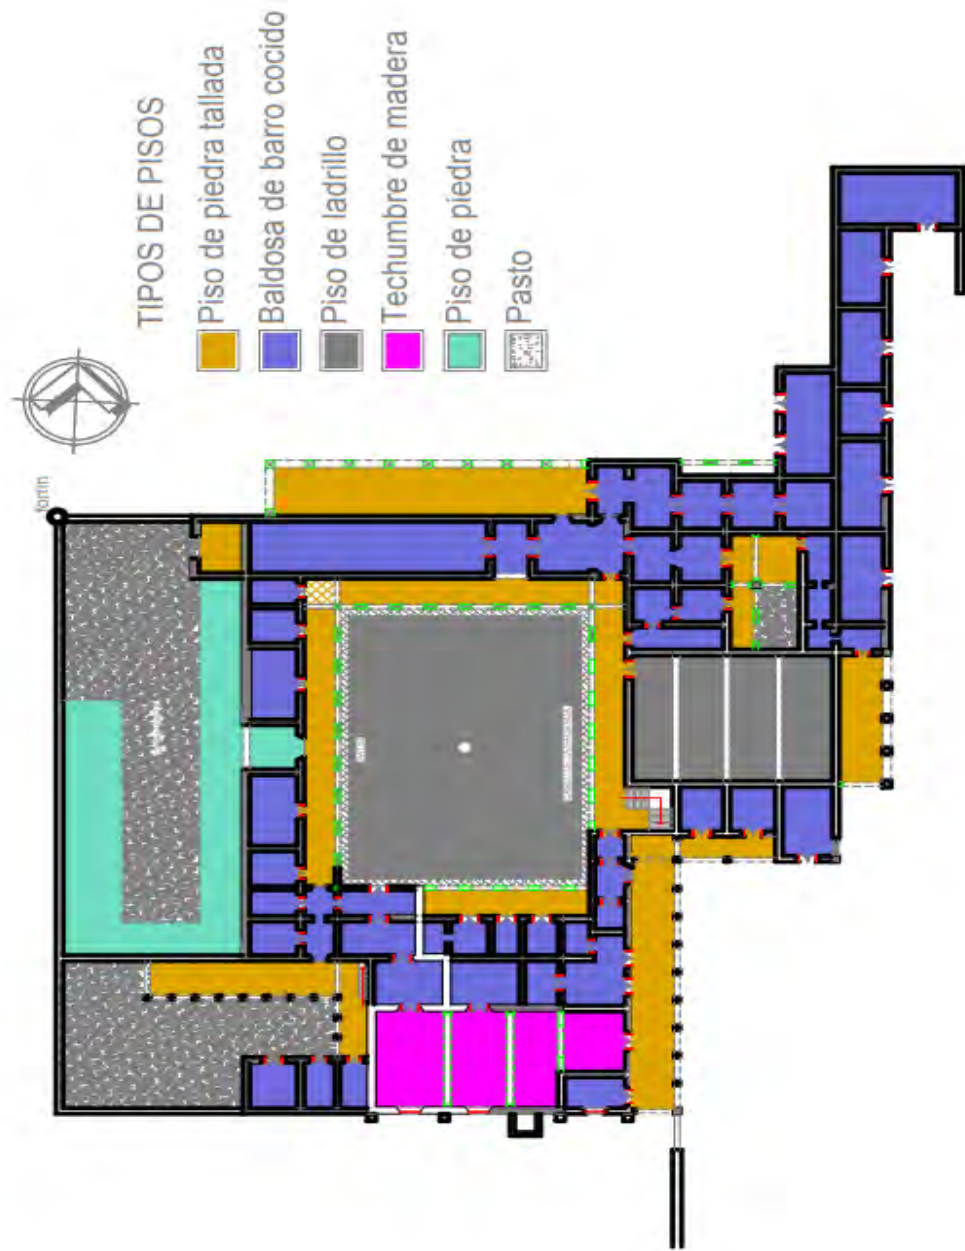 TIPOS DE PISOS
Piso de piedra tallada
Baldosa de barro cocido
Piso de ladrillo
Techumbre de madera
Piso de piedra
Pasto
fortin